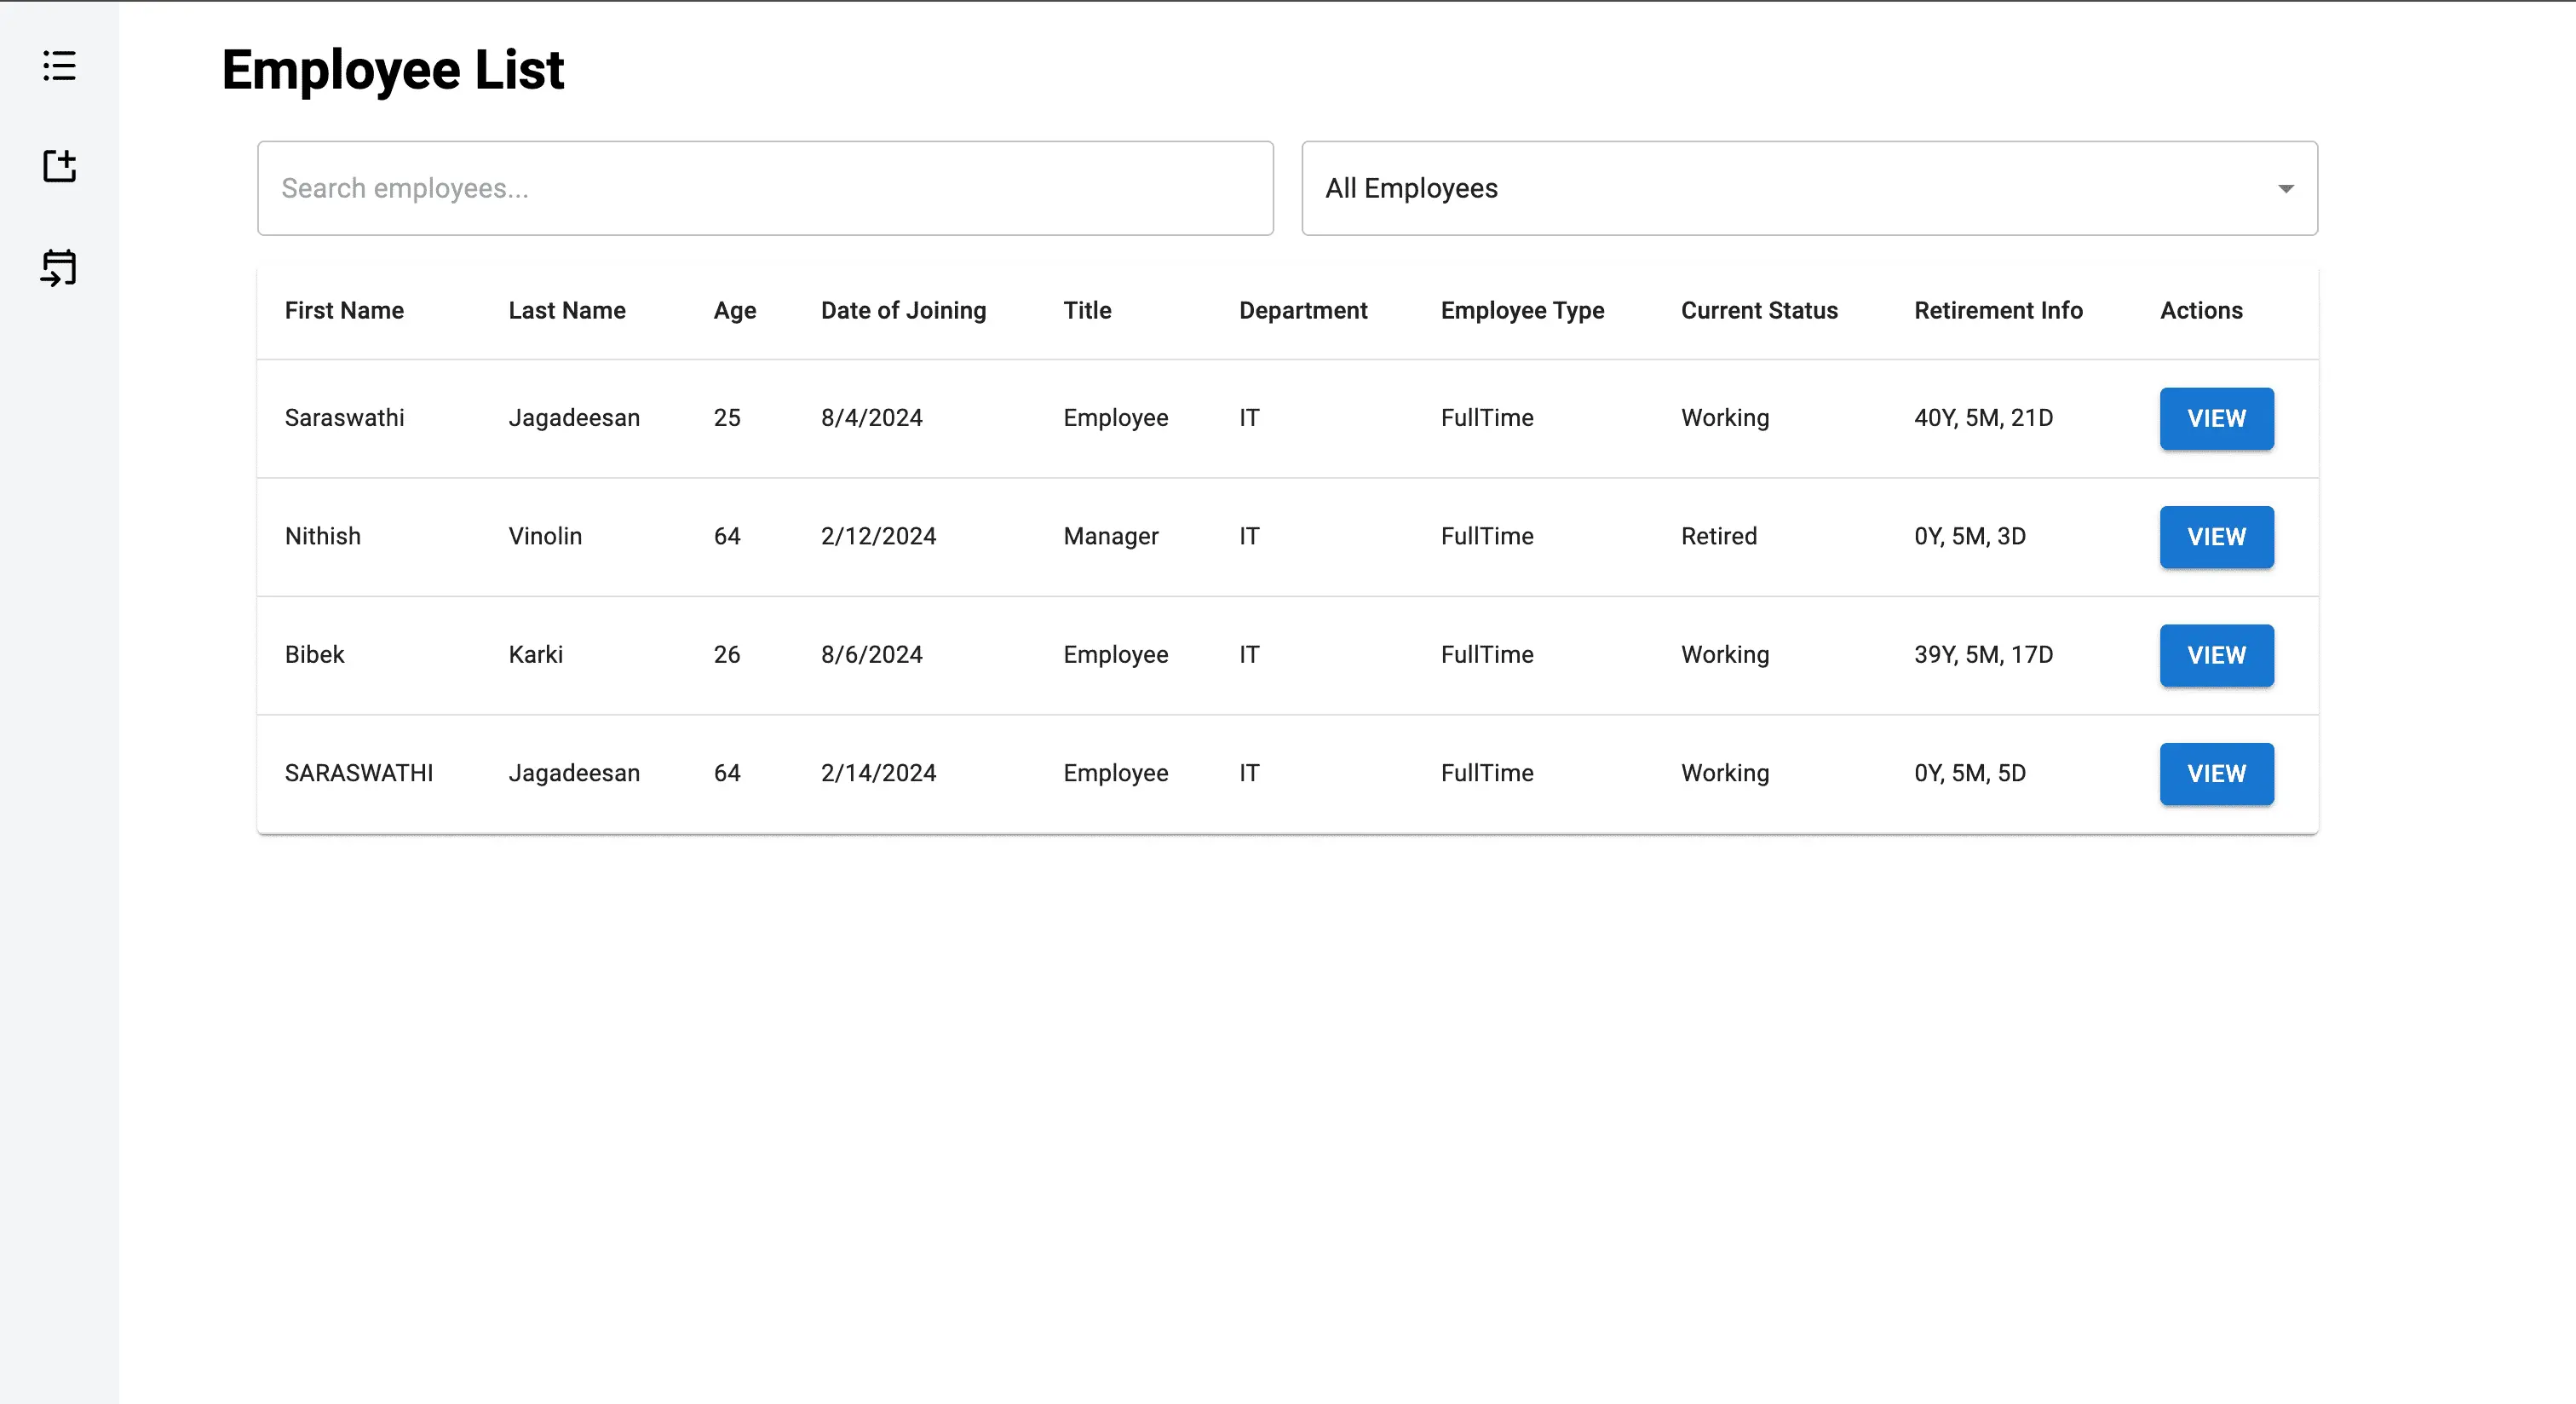 Employee List
Search employees...
All Employees
First Name Last Name Age Date of Joining Title Department Employee Type Current Status Retirement Info Actions
Saraswathi Jagadeesan 25 8/4/2024 Employee IT FullTime Working 40Y, 5M, 21D VIEW
Nithish Vinolin 64 2/12/2024 Manager IT FullTime Retired 0Y, 5M, 3D VIEW
Bibek Karki 26 8/6/2024 Employee IT FullTime Working 39Y, 5M, 17D VIEW
SARASWATHI Jagadeesan 64 2/14/2024 Employee IT FullTime Working 0Y, 5M, 5D VIEW